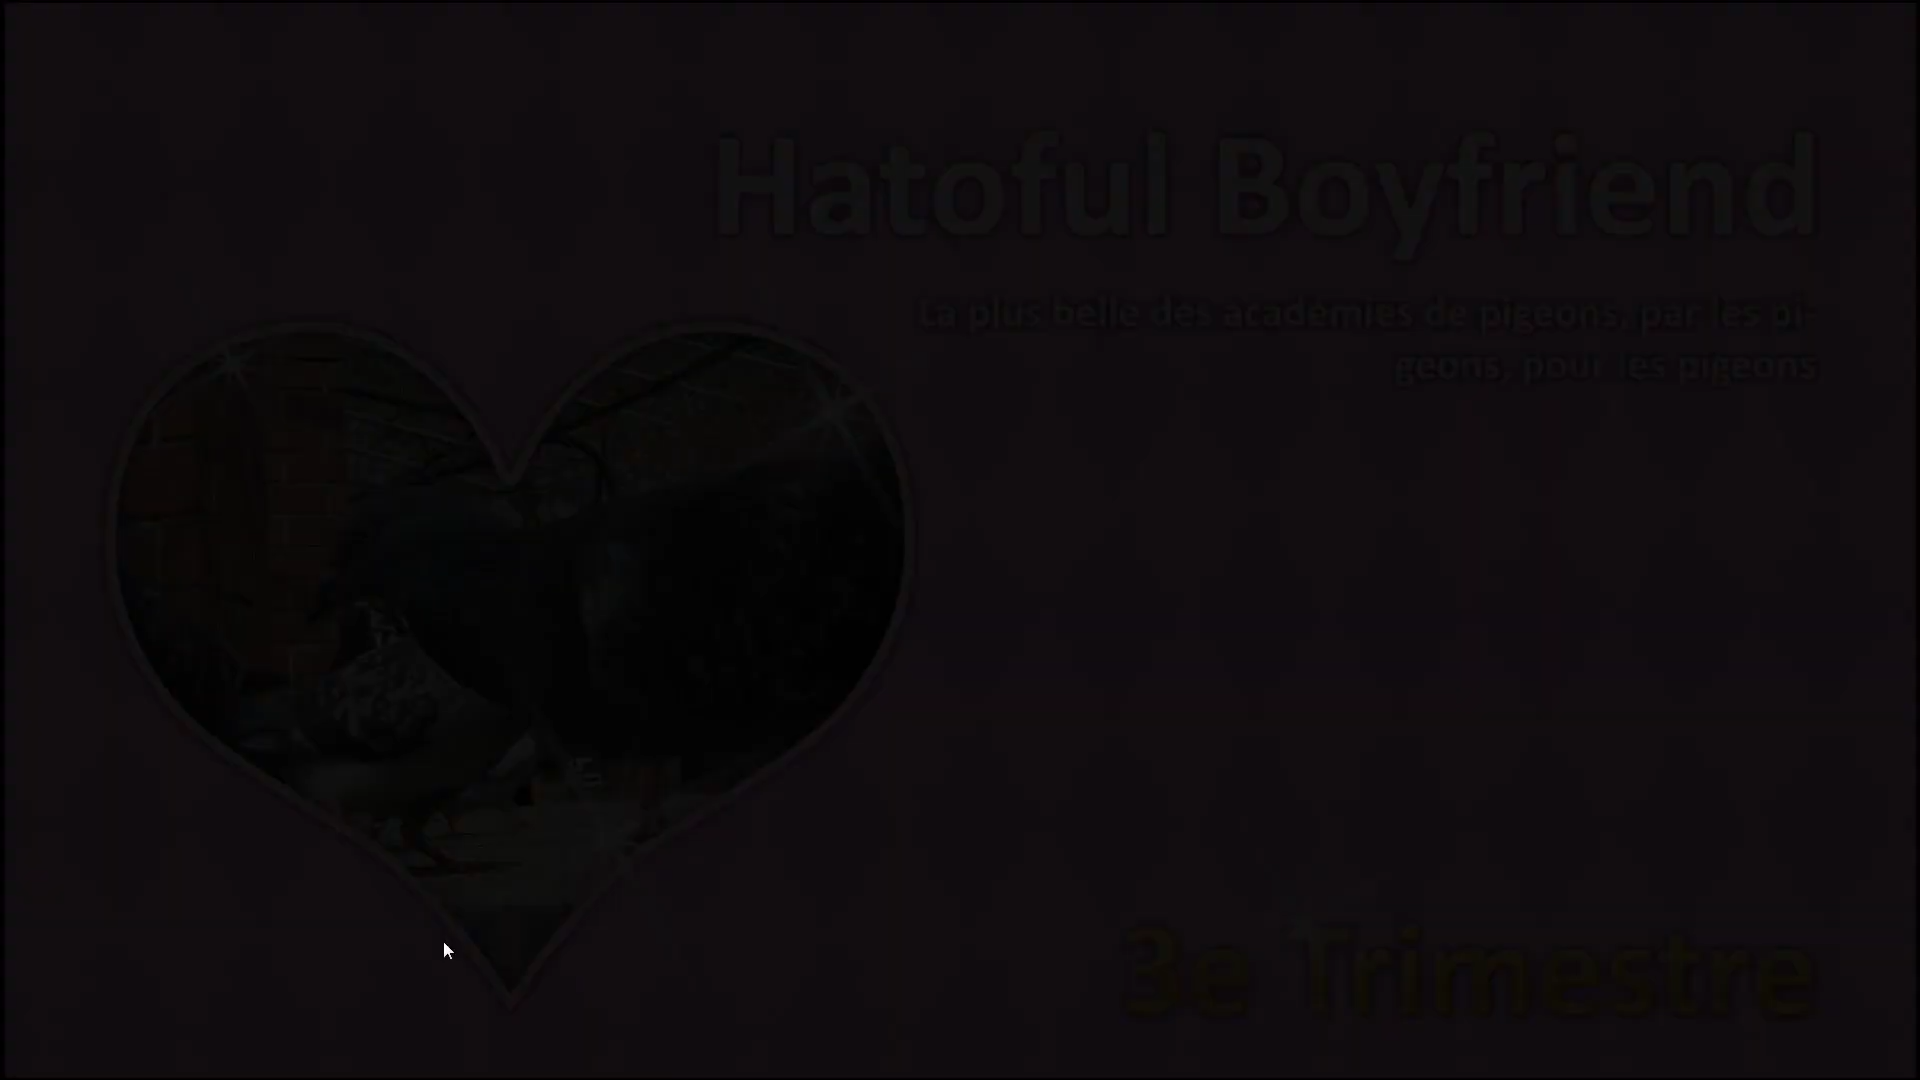 Hatoful Boyfriend
La plus belle des académies de pigeons, par les pi-
geons, pour les pigeons
3e Trimestre